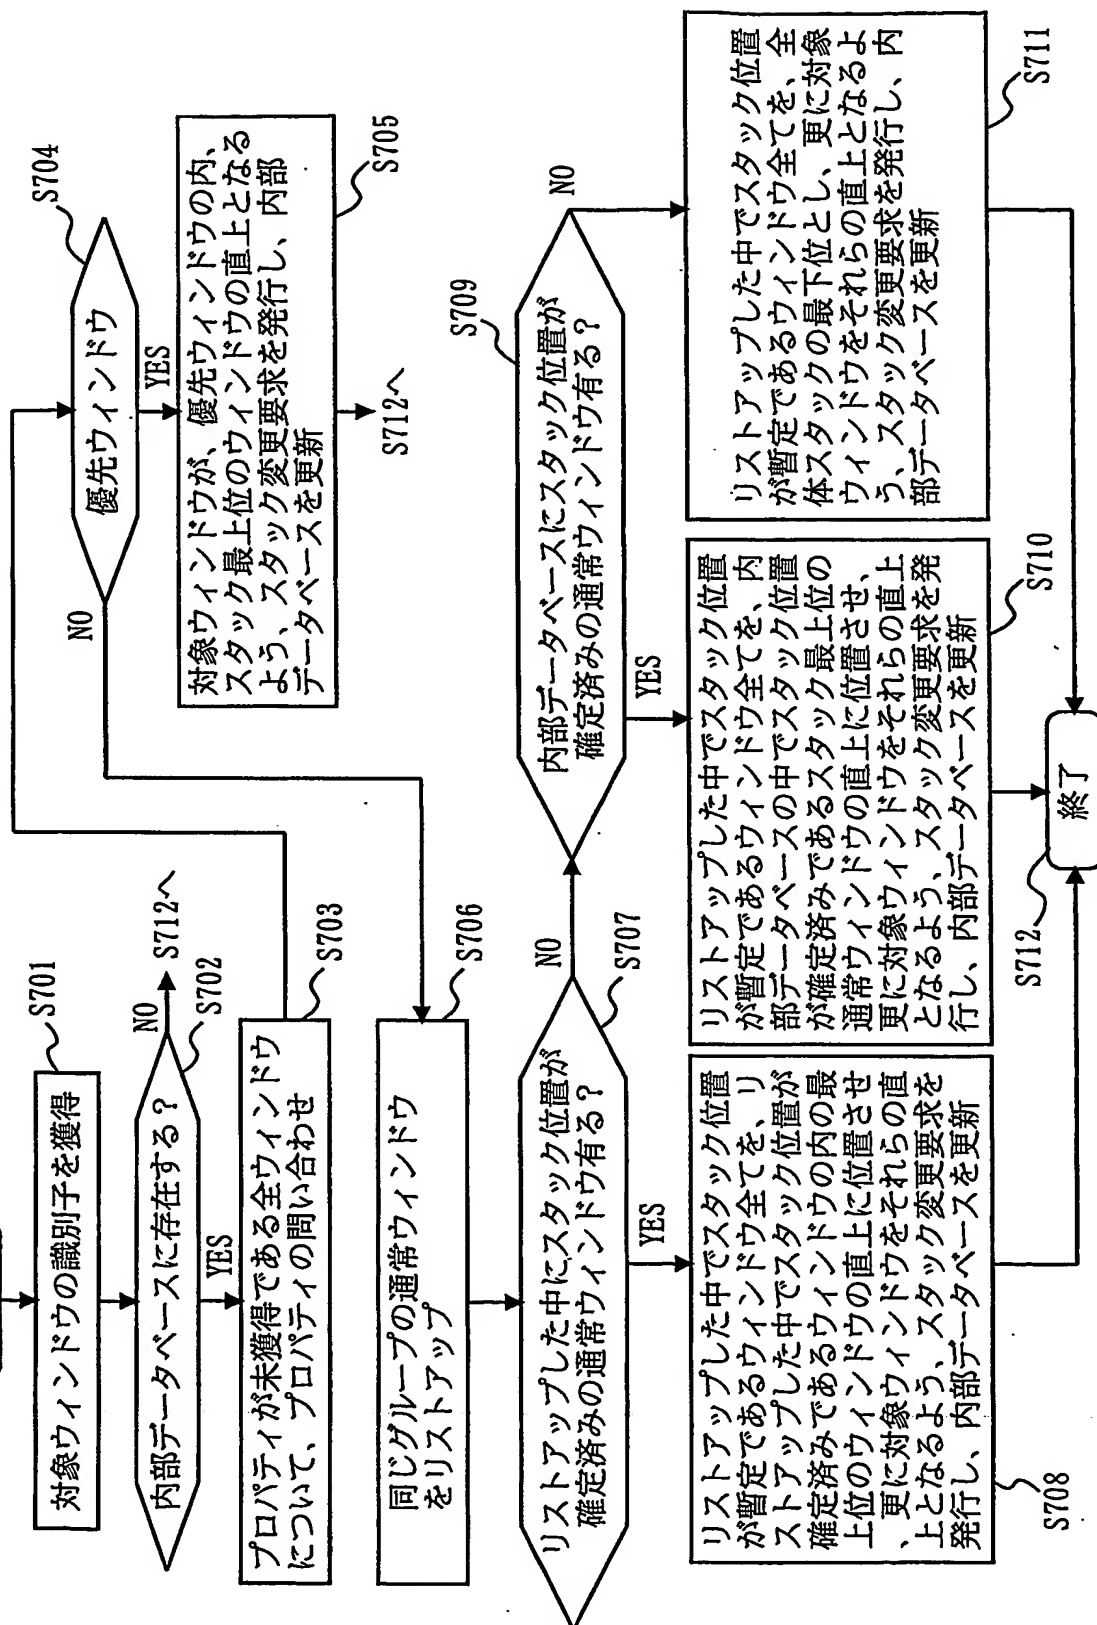 S701
対象ウィンドウの識別子を獲得
内部データベースに存在する?
NO
S712へ
S702
YES
プロパティが未獲得である全ウィンドウ
について、プロパティの問い合わせ
S703
優先ウィンドウ
S704
NO
YES
対象ウィンドウが、優先ウィンドウの内、
スタック最上位のウィンドウの直上となる
よう、スタック変更要求を発行し、内部
データベースを更新
S705
S712へ
同じグループの通常ウィンドウ
をリストアップ
S706
リストアップした中にスタック位置が
確定済みの通常ウィンドウ有る?
NO
S707
YES
リストアップした中でスタック位置
が暫定であるウィンドウ全てを、リ
ストアップした中でスタック位置が
確定済みであるウィンドウの内の最
上位のウィンドウの直上に位置させ
、更に対象ウィンドウをそれらの直
上となるよう、スタック変更要求を
発行し、内部データベースを更新
S708
内部データベースにスタック位置が
確定済みの通常ウィンドウ有る?
S709
NO
YES
リストアップした中でスタック位置
が暫定であるウィンドウ全てを、内
部データベースの中でスタック位置
が確定済みであるスタック最上位の
通常ウィンドウの直上に位置させ、
更に対象ウィンドウをそれらの直上
となるよう、スタック変更要求を発
行し、内部データベースを更新
S710
リストアップした中でスタック位置
が暫定であるウィンドウ全てを、全
体スタックの最下位とし、更に対象
ウィンドウをそれらの直上となるよ
う、スタック変更要求を発行し、内
部データベースを更新
S711
S712
終了